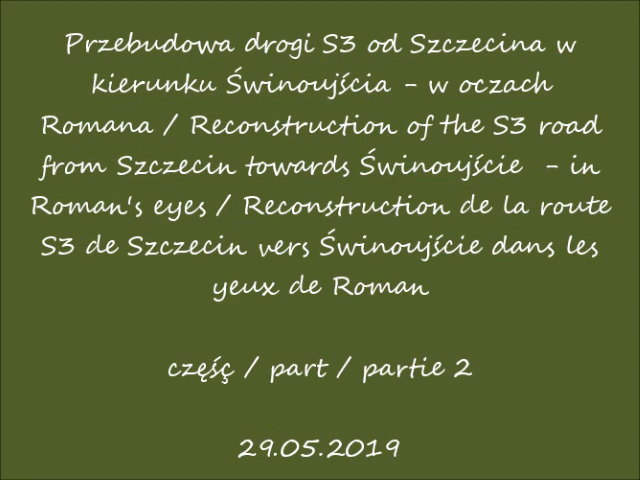 Przebudowa drogi S3 od Szczecina w
kierunku Świnoujścia - w oczach
Romana / Reconstruction of the S3 road
from Szczecin towards Świnoujście - in
Roman's eyes / Reconstruction de la route
S3 de Szczecin vers Świnoujście dans les
yeux de Roman
częśç / part / partie 2
29.05.2019